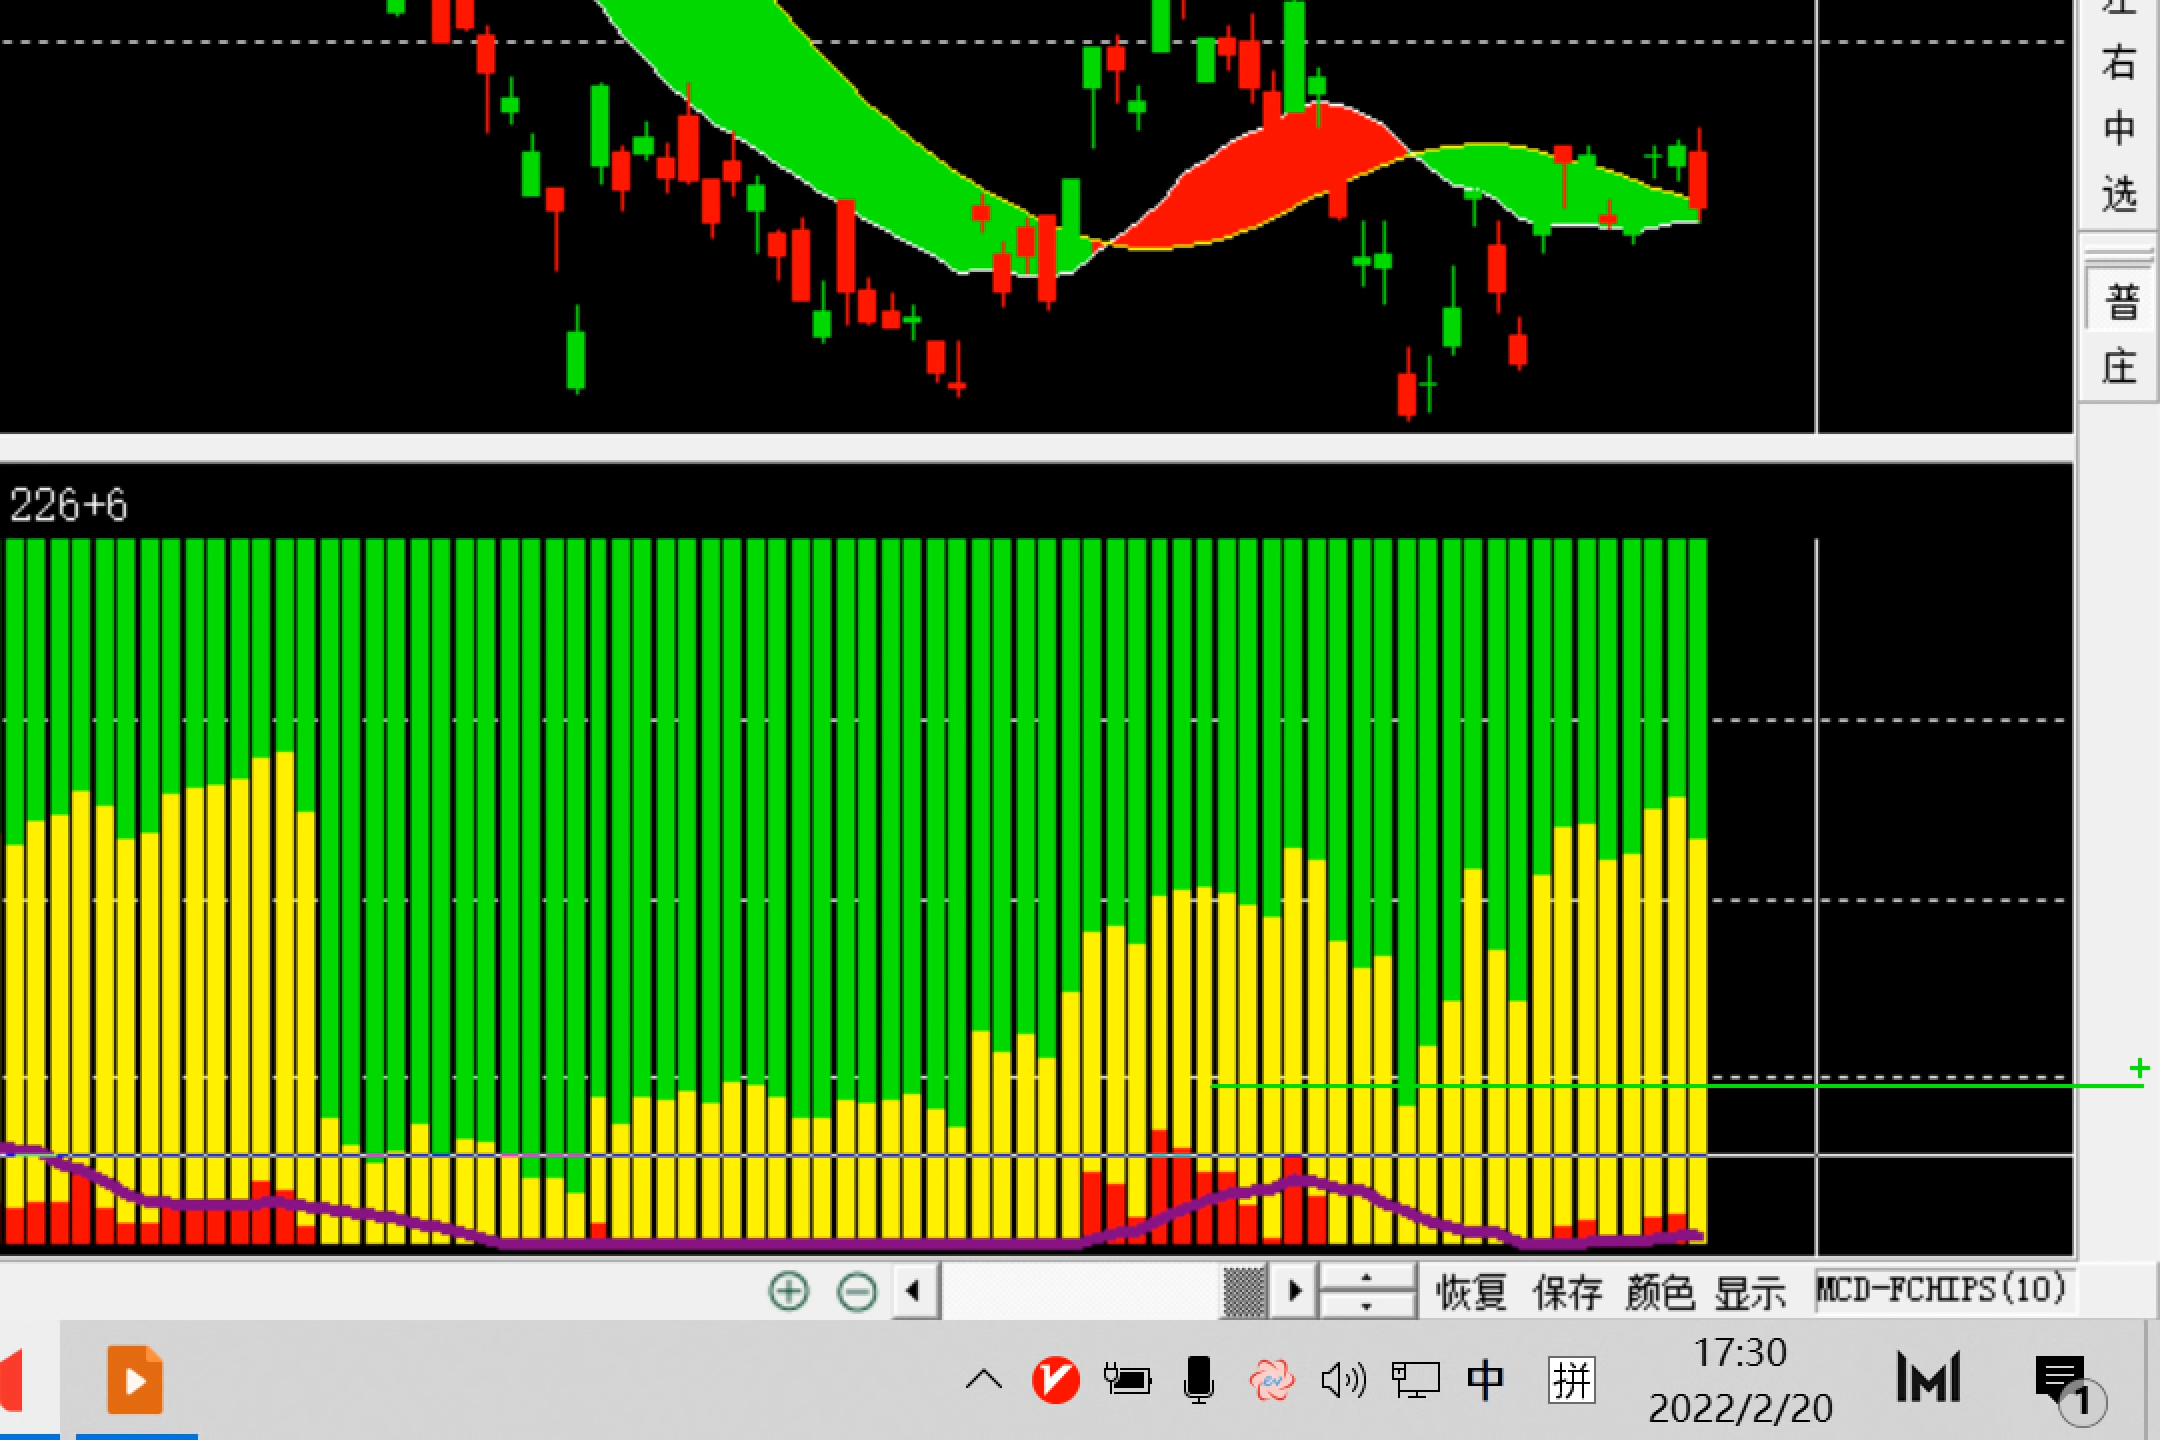 右
中
选
普
庄
226+6
恢复 保存 颜色 显示 MCD-FCHIPS(10)
ev 中 拼 17:30
2022/2/20
1